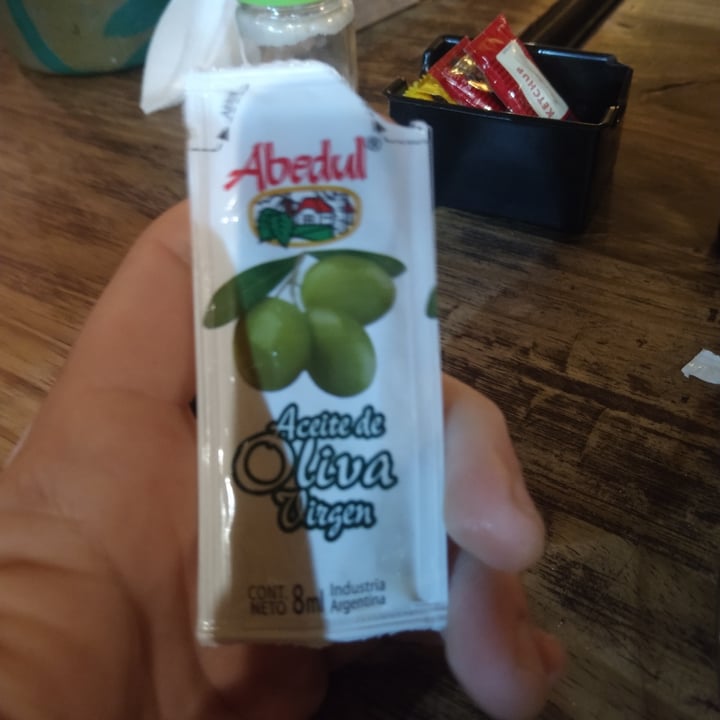 Abedul®
Aceite de
Oliva
Virgen
CONT. NETO 8ml Industria Argentina
KETCHUP